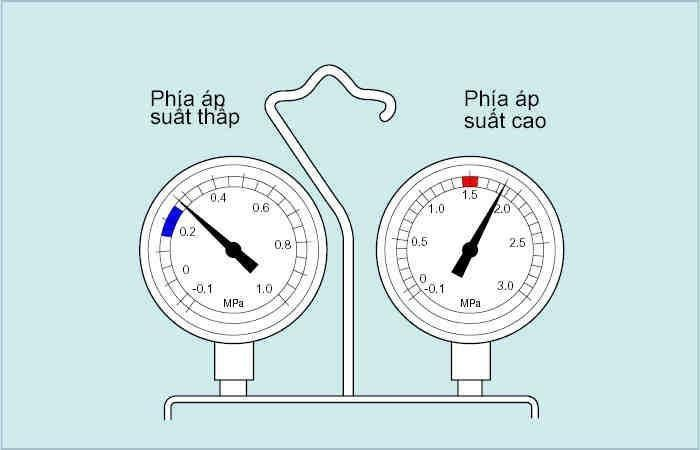 Phía áp
suất thấp
Phía áp
suất cao
0.4
0.6
0.2
0.8
0
-0.1
1.0
MPa
1.5
1.0
2.0
0.5
2.5
0
-0.1
3.0
MPa